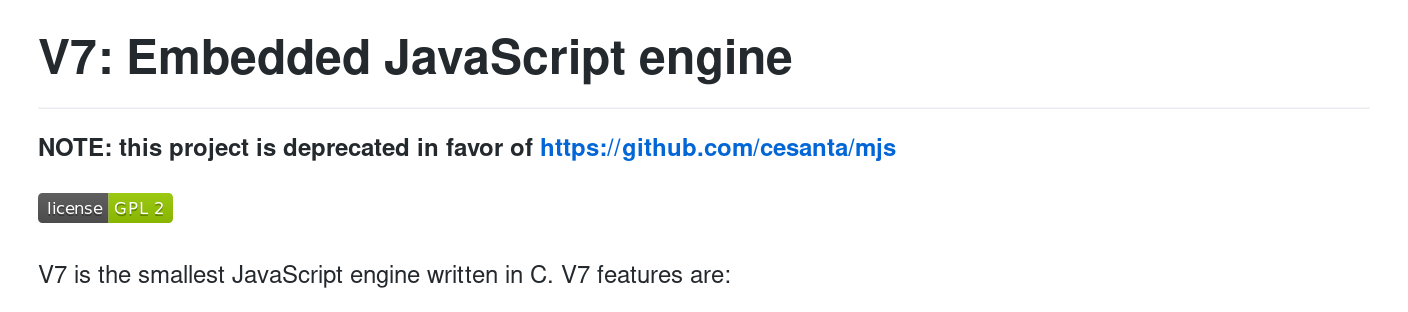 V7: Embedded JavaScript engine
NOTE: this project is deprecated in favor of https://github.com/cesanta/mjs
license GPL 2
V7 is the smallest JavaScript engine written in C. V7 features are: